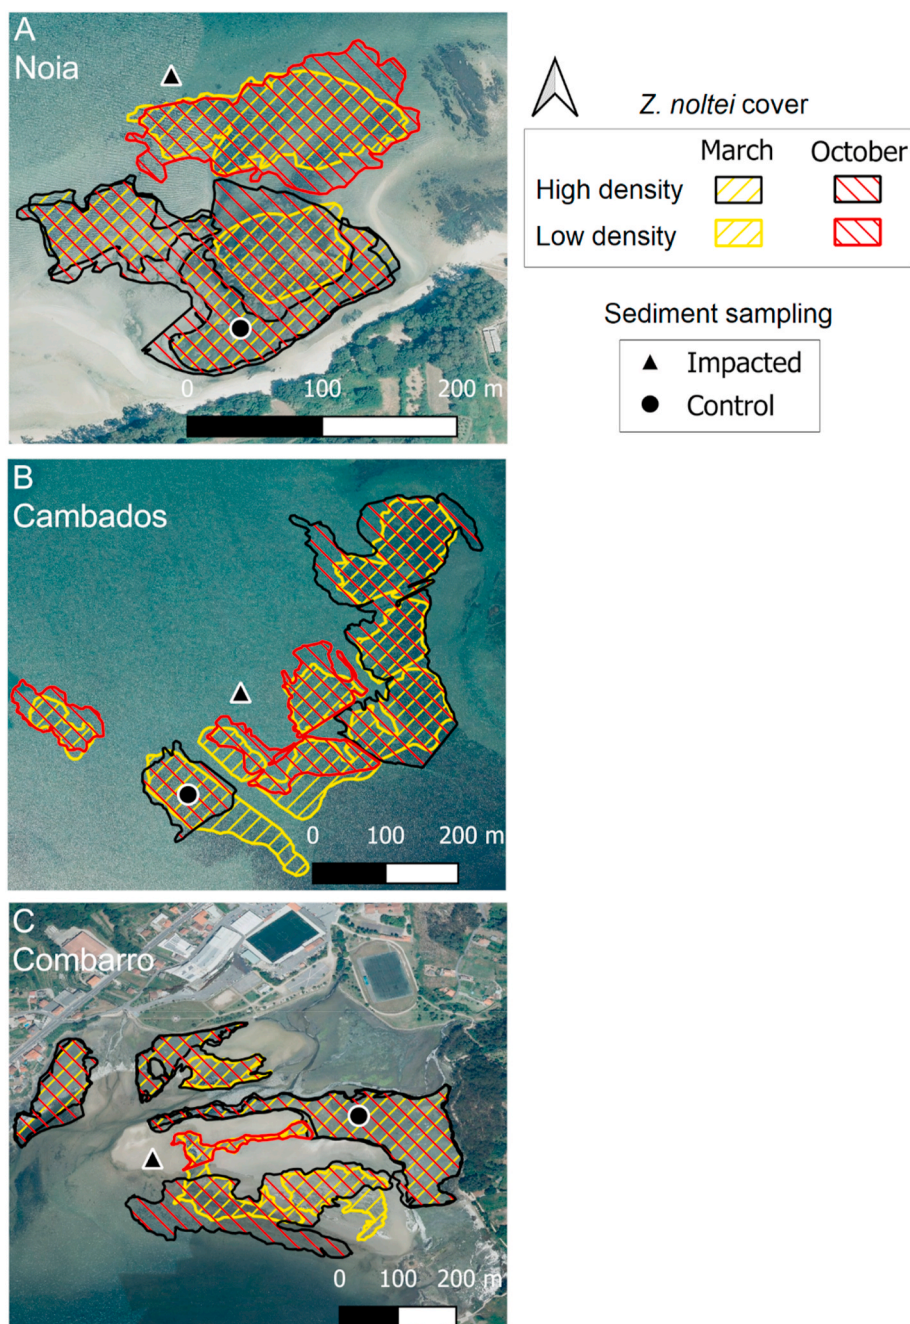 A
Noia
0 100 200 m
Z. noltei cover
March October
High density
Low density
Sediment sampling
Impacted
Control
B
Cambados
0 100 200 m
C
Combarro
0 100 200 m